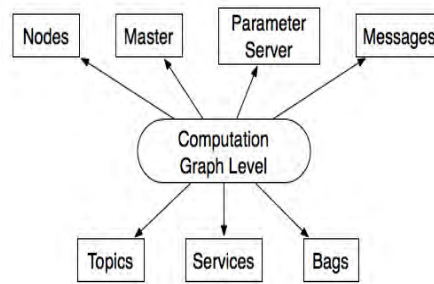 Nodes
Master
Parameter
Server
Messages
Computation
Graph Level
Topics
Services
Bags